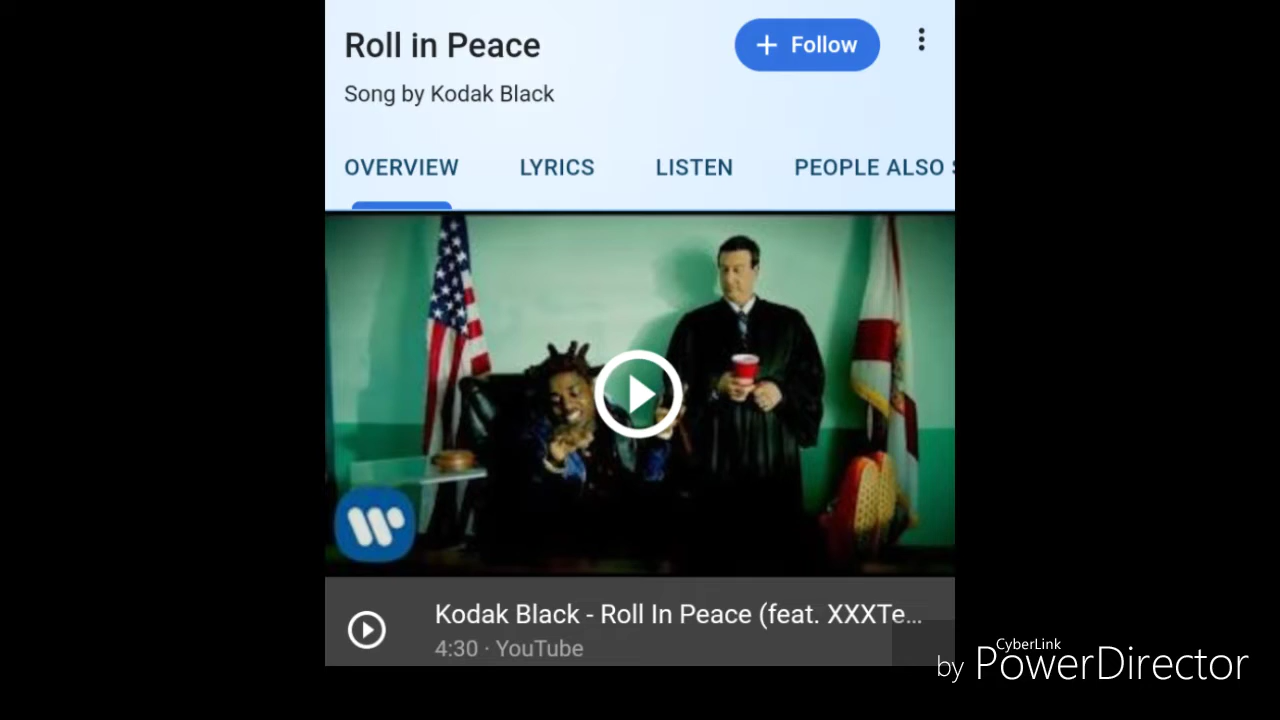 Roll in Peace
+ Follow
Song by Kodak Black
OVERVIEW LYRICS LISTEN PEOPLE ALSO
Kodak Black - Roll In Peace (feat. XXXTe...
4:30 · YouTube
CyberLink
by PowerDirector